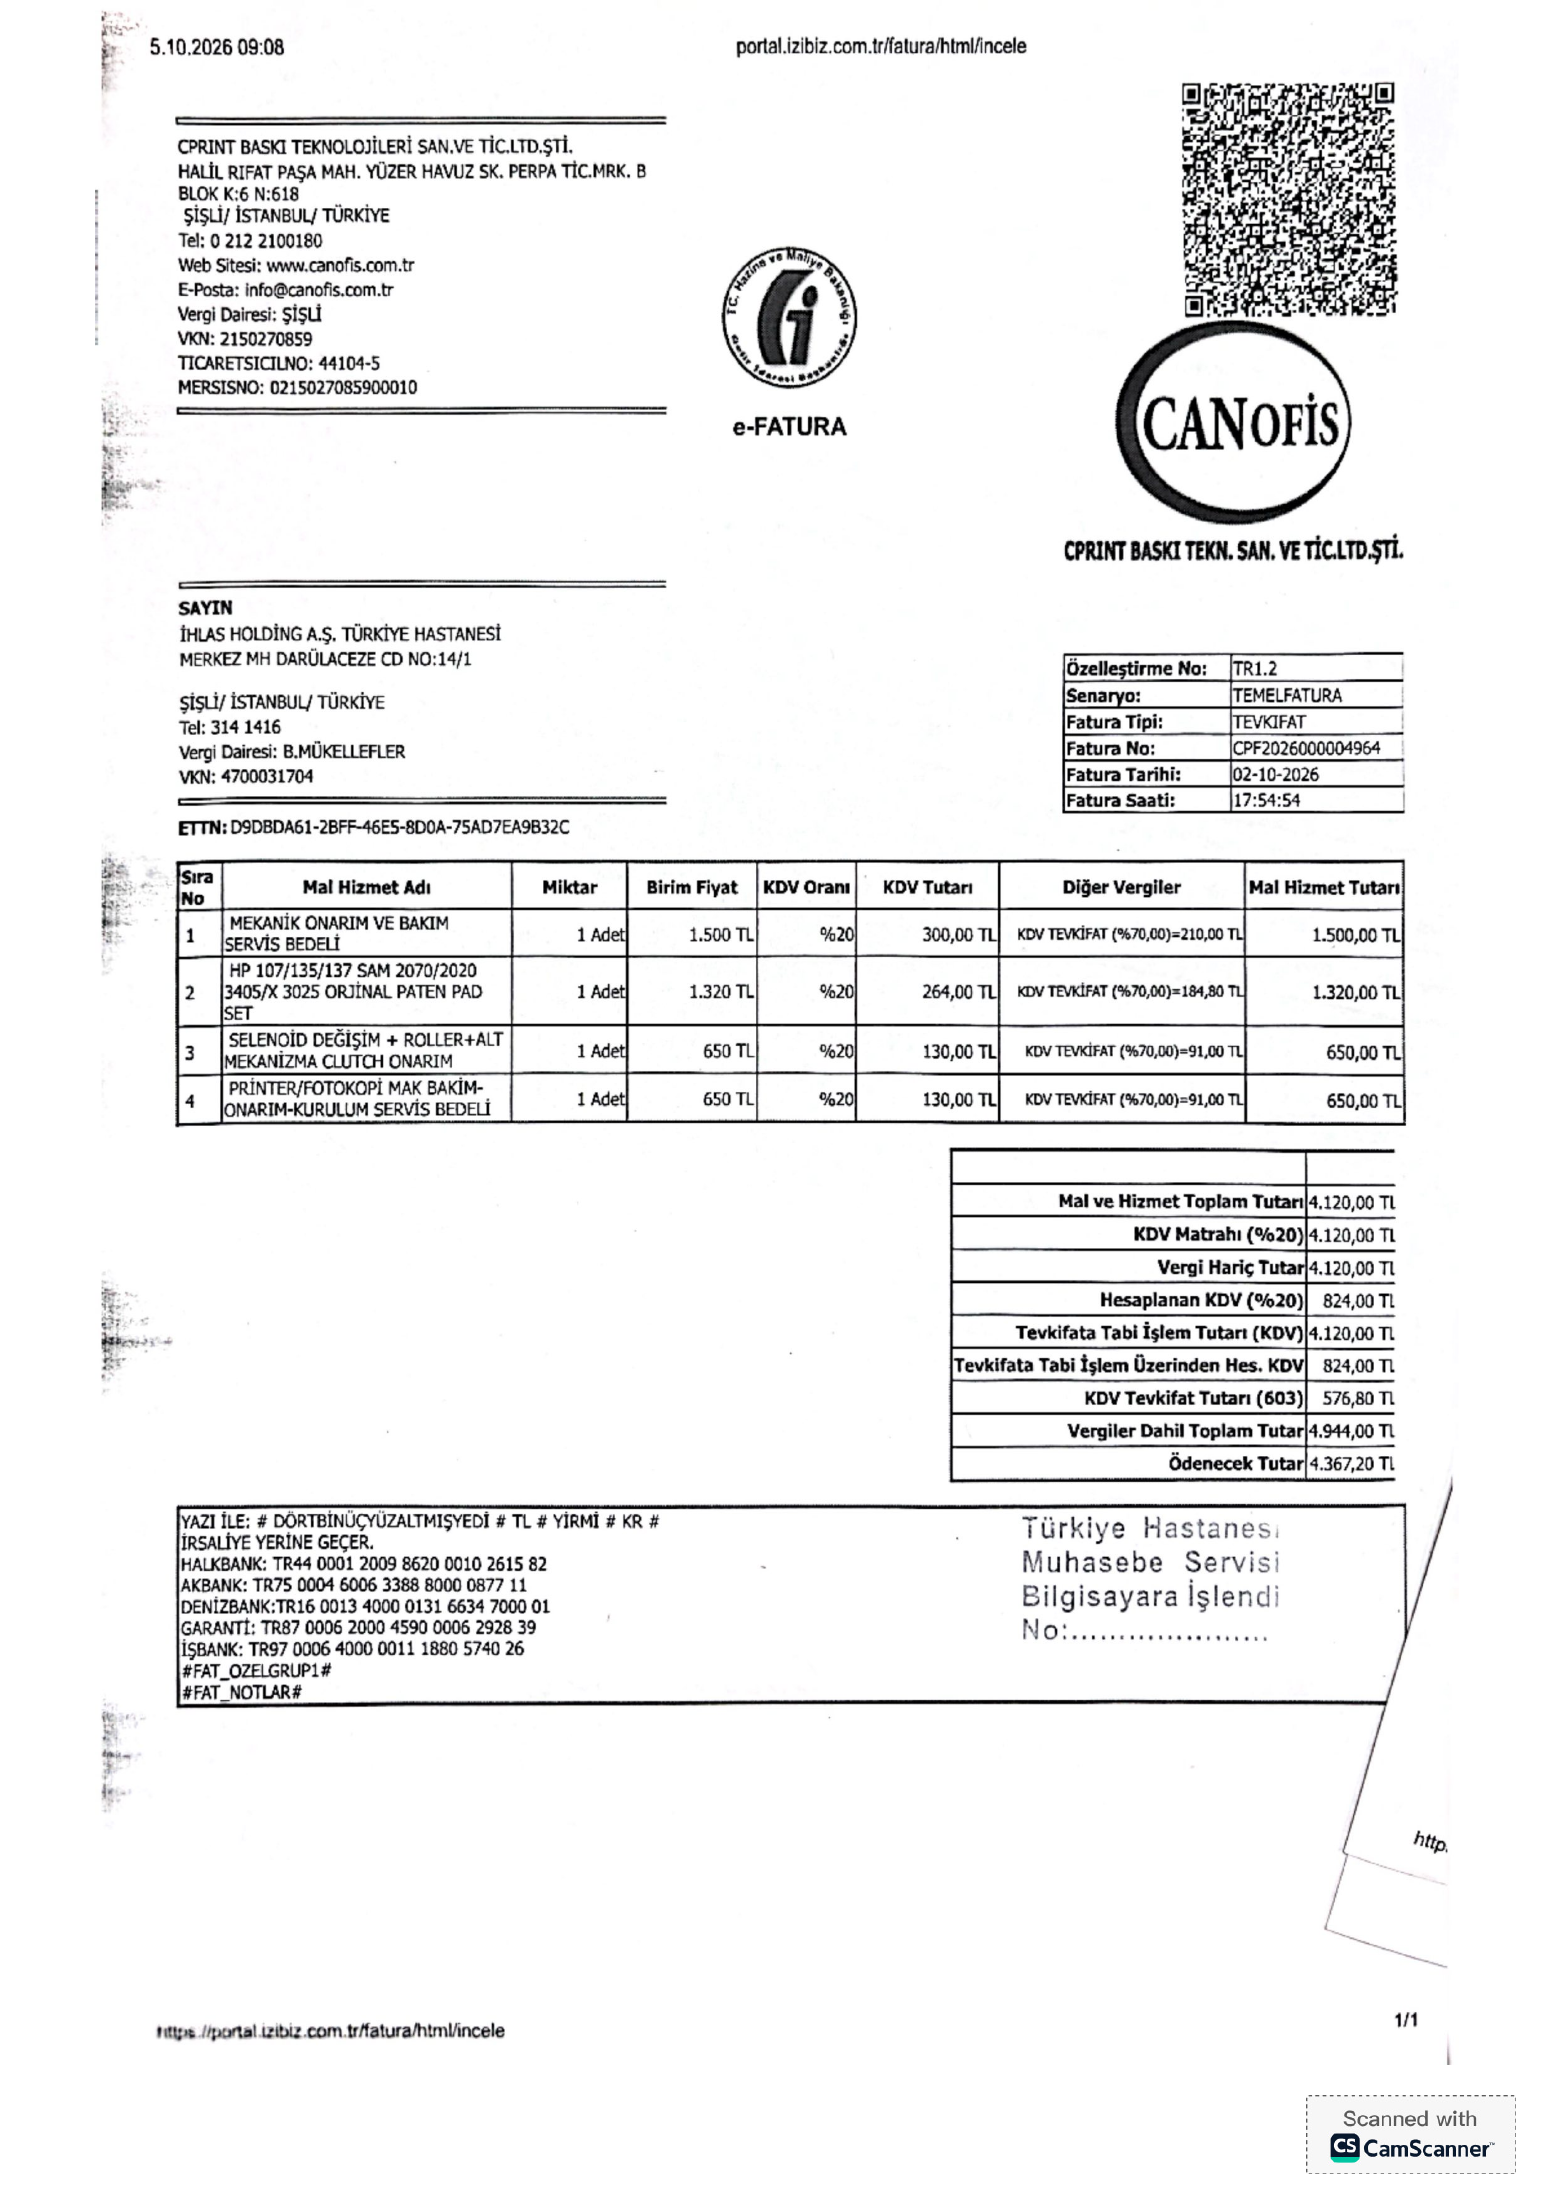 5.10.2026 09:08
portal.izibiz.com.tr/fatura/html/incele
CPRINT BASKI TEKNOLOJİLERİ SAN.VE TİC.LTD.ŞTİ.
HALİL RIFAT PAŞA MAH. YÜZER HAVUZ SK. PERPA TİC.MRK. B
BLOK K:6 N:618
ŞİŞLİ/ İSTANBUL/ TÜRKİYE
Tel: 0 212 2100180
Web Sitesi: www.canofis.com.tr
E-Posta: info@canofis.com.tr
Vergi Dairesi: ŞİŞLİ
VKN: 2150270859
TICARETSICILNO: 44104-5
MERSISNO: 0215027085900010
T.C. Hazine ve Maliye Bakanlığı
Gelir İdaresi Başkanlığı
e-FATURA
CANOFİS
CPRINT BASKI TEKN. SAN. VE TİC.LTD.ŞTİ.
SAYIN
İHLAS HOLDİNG A.Ş. TÜRKİYE HASTANESİ
MERKEZ MH DARÜLACEZE CD NO:14/1
ŞİŞLİ/ İSTANBUL/ TÜRKİYE
Tel: 314 1416
Vergi Dairesi: B.MÜKELLEFLER
VKN: 4700031704
Özelleştirme No: TR1.2
Senaryo: TEMELFATURA
Fatura Tipi: TEVKIFAT
Fatura No: CPF2026000004964
Fatura Tarihi: 02-10-2026
Fatura Saati: 17:54:54
ETTN: D9DBDA61-2BFF-46E5-8D0A-75AD7EA9B32C
Sıra No Mal Hizmet Adı Miktar Birim Fiyat KDV Oranı KDV Tutarı Diğer Vergiler Mal Hizmet Tutarı
1 MEKANİK ONARIM VE BAKIM SERVİS BEDELİ 1 Adet 1.500 TL %20 300,00 TL KDV TEVKİFAT (%70,00)=210,00 TL 1.500,00 TL
2 HP 107/135/137 SAM 2070/2020 3405/X 3025 ORJİNAL PATEN PAD SET 1 Adet 1.320 TL %20 264,00 TL KDV TEVKİFAT (%70,00)=184,80 TL 1.320,00 TL
3 SELENOİD DEĞİŞİM + ROLLER+ALT MEKANİZMA CLUTCH ONARIM 1 Adet 650 TL %20 130,00 TL KDV TEVKİFAT (%70,00)=91,00 TL 650,00 TL
4 PRİNTER/FOTOKOPİ MAK BAKİM-ONARIM-KURULUM SERVİS BEDELİ 1 Adet 650 TL %20 130,00 TL KDV TEVKİFAT (%70,00)=91,00 TL 650,00 TL
Mal ve Hizmet Toplam Tutarı 4.120,00 TL
KDV Matrahı (%20) 4.120,00 TL
Vergi Hariç Tutar 4.120,00 TL
Hesaplanan KDV (%20) 824,00 TL
Tevkifata Tabi İşlem Tutarı (KDV) 4.120,00 TL
Tevkifata Tabi İşlem Üzerinden Hes. KDV 824,00 TL
KDV Tevkifat Tutarı (603) 576,80 TL
Vergiler Dahil Toplam Tutar 4.944,00 TL
Ödenecek Tutar 4.367,20 TL
YAZI İLE: # DÖRTBİNÜÇYÜZALTMIŞYEDİ # TL # YİRMİ # KR #
İRSALİYE YERİNE GEÇER.
HALKBANK: TR44 0001 2009 8620 0010 2615 82
AKBANK: TR75 0004 6006 3388 8000 0877 11
DENİZBANK:TR16 0013 4000 0131 6634 7000 01
GARANTİ: TR87 0006 2000 4590 0006 2928 39
İŞBANK: TR97 0006 4000 0011 1880 5740 26
#FAT_OZELGRUP1#
#FAT_NOTLAR#
Türkiye Hastanesi
Muhasebe Servisi
Bilgisayara İşlendi
No:.....................
http.
https://portal.izibiz.com.tr/fatura/html/incele
1/1
Scanned with
CS CamScanner